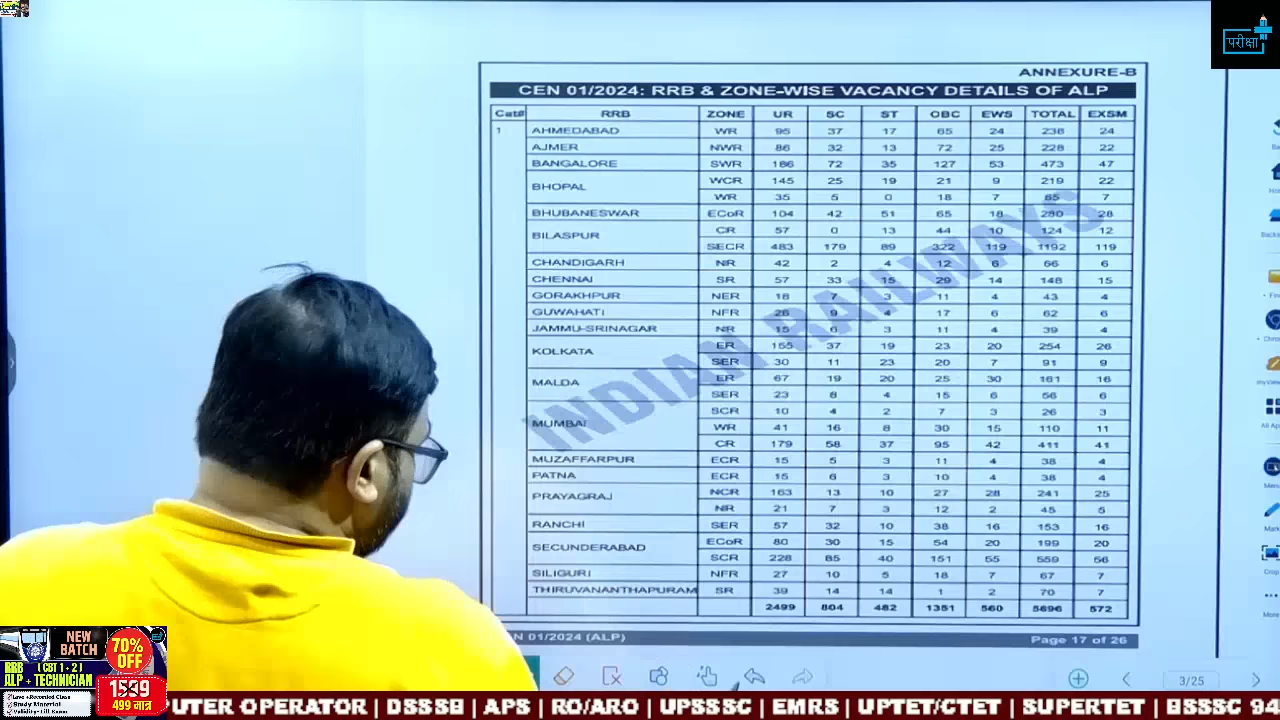 परीक्षा
ANNEXURE-B
CEN 01/2024: RRB & ZONE-WISE VACANCY DETAILS OF ALP
Cat# RRB ZONE UR SC ST OBC EWS TOTAL EXSM
1 AHMEDABAD WR 95 37 17 65 24 238 24
AJMER NWR 86 32 13 72 25 228 22
BANGALORE SWR 186 72 35 127 53 473 47
BHOPAL WCR 145 25 19 21 9 219 22
WR 35 5 0 18 7 65 7
BHUBANESWAR ECoR 104 42 51 65 18 280 28
BILASPUR CR 57 0 13 44 10 124 12
SECR 483 179 89 322 119 1192 119
CHANDIGARH NR 42 2 4 12 6 66 6
CHENNAI SR 57 33 15 29 14 148 15
GORAKHPUR NER 18 7 3 11 4 43 4
GUWAHATI NFR 26 9 4 17 6 62 6
JAMMU-SRINAGAR NR 15 6 3 11 4 39 4
KOLKATA ER 155 37 19 23 20 254 26
SER 30 11 23 20 7 91 9
MALDA ER 67 19 20 25 30 161 16
SER 23 8 4 15 6 56 6
MUMBAI SCR 10 4 2 7 3 26 3
WR 41 16 8 30 15 110 11
CR 179 58 37 95 42 411 41
MUZAFFARPUR ECR 15 5 3 11 4 38 4
PATNA ECR 15 6 3 10 4 38 4
PRAYAGRAJ NCR 163 13 10 27 28 241 25
NR 21 7 3 12 2 45 5
RANCHI SER 57 32 10 38 16 153 16
SECUNDERABAD ECoR 80 30 15 54 20 199 20
SCR 228 85 40 151 55 559 56
SILIGURI NFR 27 10 5 18 7 67 7
THIRUVANANTHAPURAM SR 39 14 14 1 2 70 7
2499 804 482 1351 560 5696 572
INDIAN RAILWAYS
N 01/2024 (ALP) Page 17 of 26
3/25
NEW BATCH
70% OFF
RRB (CBT 1 + 2)
ALP + TECHNICIAN
Live +Recorded Class
Study Material
1599
499 मात्र
PUTER OPERATOR | DSSSB | APS | RO/ARO | UPSSSC | EMRS | UPTET/CTET | SUPERTET | BSSSC 94